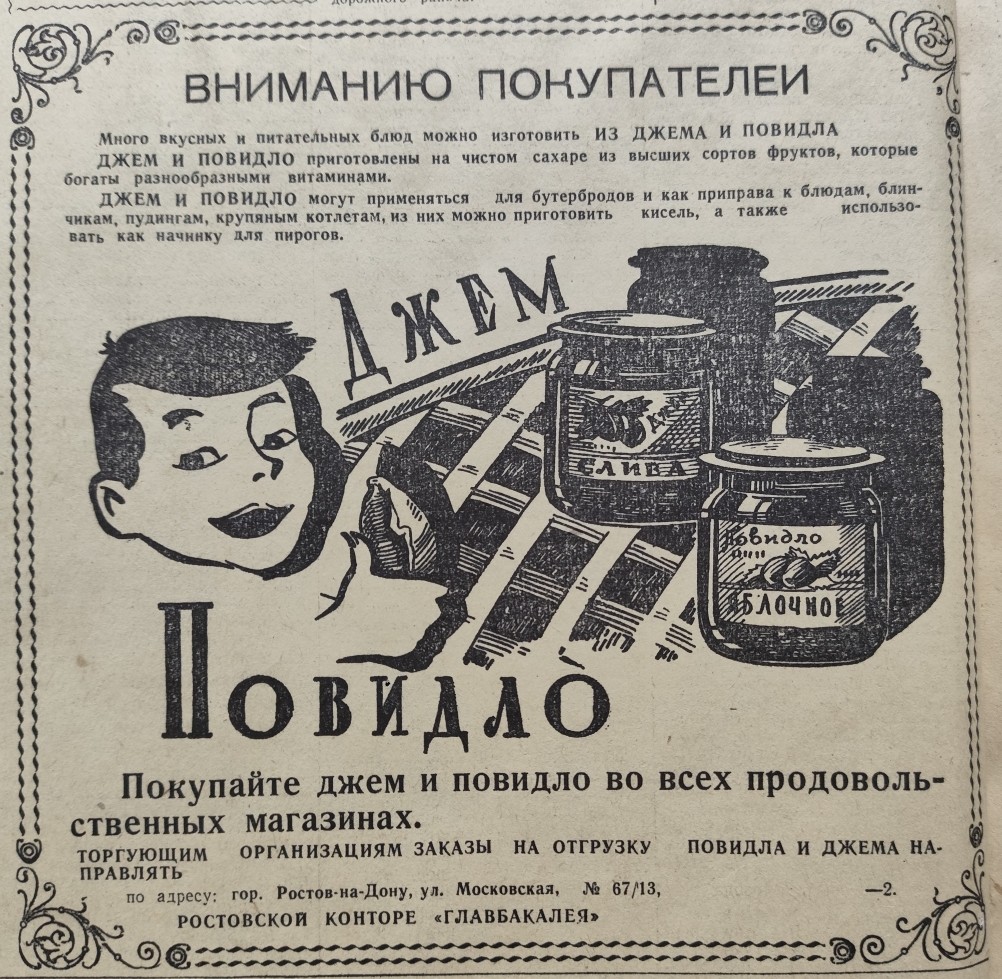 ВНИМАНИЮ ПОКУПАТЕЛЕЙ
Много вкусных и питательных блюд можно изготовить ИЗ ДЖЕМА И ПОВИДЛА
ДЖЕМ И ПОВИДЛО приготовлены на чистом сахаре из высших сортов фруктов, которые
богаты разнообразными витаминами.
ДЖЕМ И ПОВИДЛО могут применяться для бутербродов и как приправа к блюдам, блин-
чикам, пудингам, крупяным котлетам, из них можно приготовить кисель, а также использо-
вать как начинку для пирогов.
ДЖЕМ
Джем
СЛИВА
Повидло
ЯБЛОЧНОЕ
ПОВИДЛО
Покупайте джем и повидло во всех продоволь-
ственных магазинах.
ТОРГУЮЩИМ ОРГАНИЗАЦИЯМ ЗАКАЗЫ НА ОТГРУЗКУ ПОВИДЛА И ДЖЕМА НА-
ПРАВЛЯТЬ
по адресу: гор. Ростов-на-Дону, ул. Московская, № 67/13, —2.
РОСТОВСКОЙ КОНТОРЕ «ГЛАВБАКАЛЕЯ»